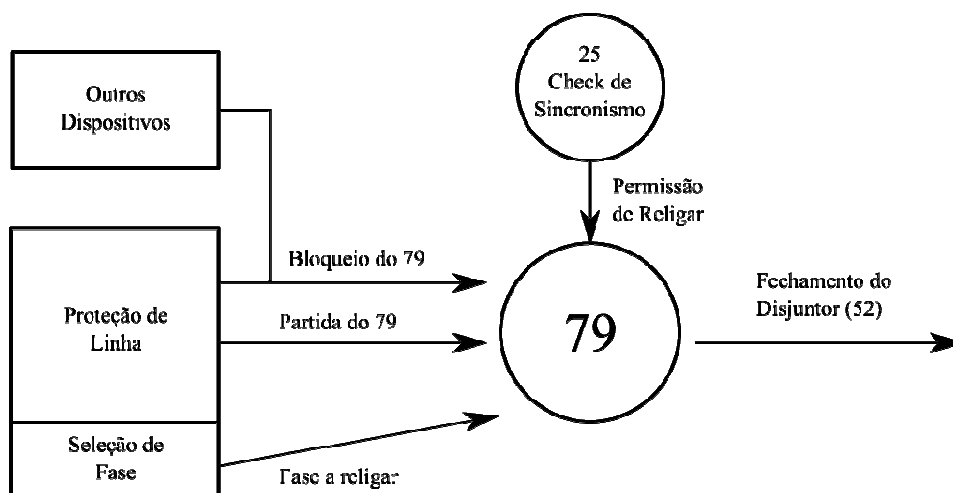 Outros
Dispositivos
25
Check de
Sincronismo
Permissão
de Religar
Bloqueio do 79
Proteção de
Linha
Partida do 79
79
Fechamento do
Disjuntor (52)
Seleção de
Fase
Fase a religar